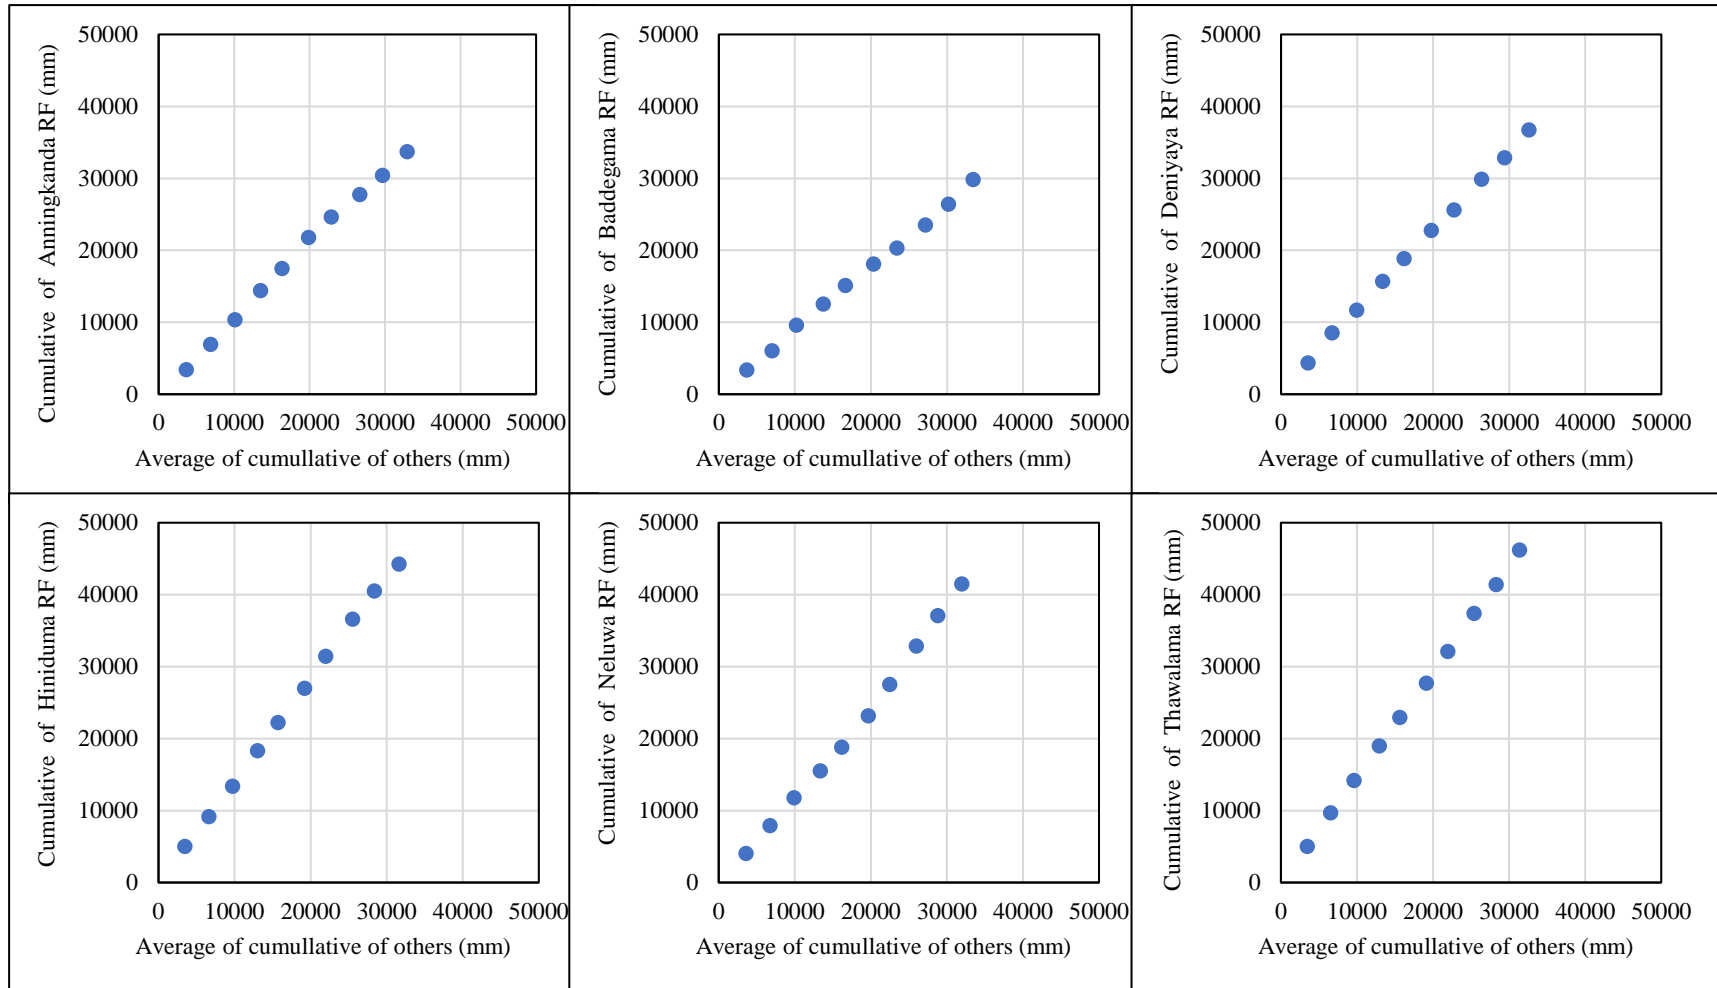 Cumulative of Anningkanda RF (mm)
50000
40000
30000
20000
10000
0
0 10000 20000 30000 40000 50000
Average of cumullative of others (mm)
Cumulative of Baddegama RF (mm)
50000
40000
30000
20000
10000
0
0 10000 20000 30000 40000 50000
Average of cumullative of others (mm)
Cumulative of Deniyaya RF (mm)
50000
40000
30000
20000
10000
0
0 10000 20000 30000 40000 50000
Average of cumullative of others (mm)
Cumulative of Hiniduma RF (mm)
50000
40000
30000
20000
10000
0
0 10000 20000 30000 40000 50000
Average of cumullative of others (mm)
Cumulative of Neluwa RF (mm)
50000
40000
30000
20000
10000
0
0 10000 20000 30000 40000 50000
Average of cumullative of others (mm)
Cumulative of Thawalama RF (mm)
50000
40000
30000
20000
10000
0
0 10000 20000 30000 40000 50000
Average of cumullative of others (mm)